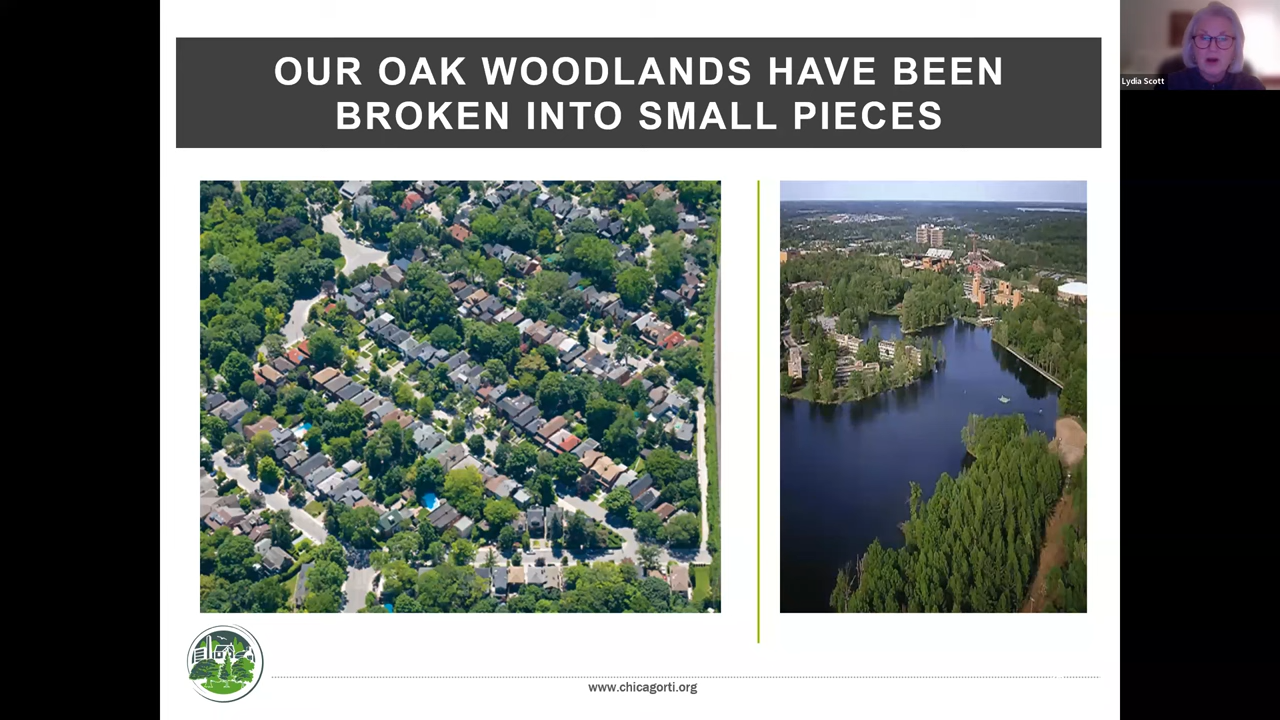 OUR OAK WOODLANDS HAVE BEEN
BROKEN INTO SMALL PIECES
Lydia Scott
www.chicagorti.org